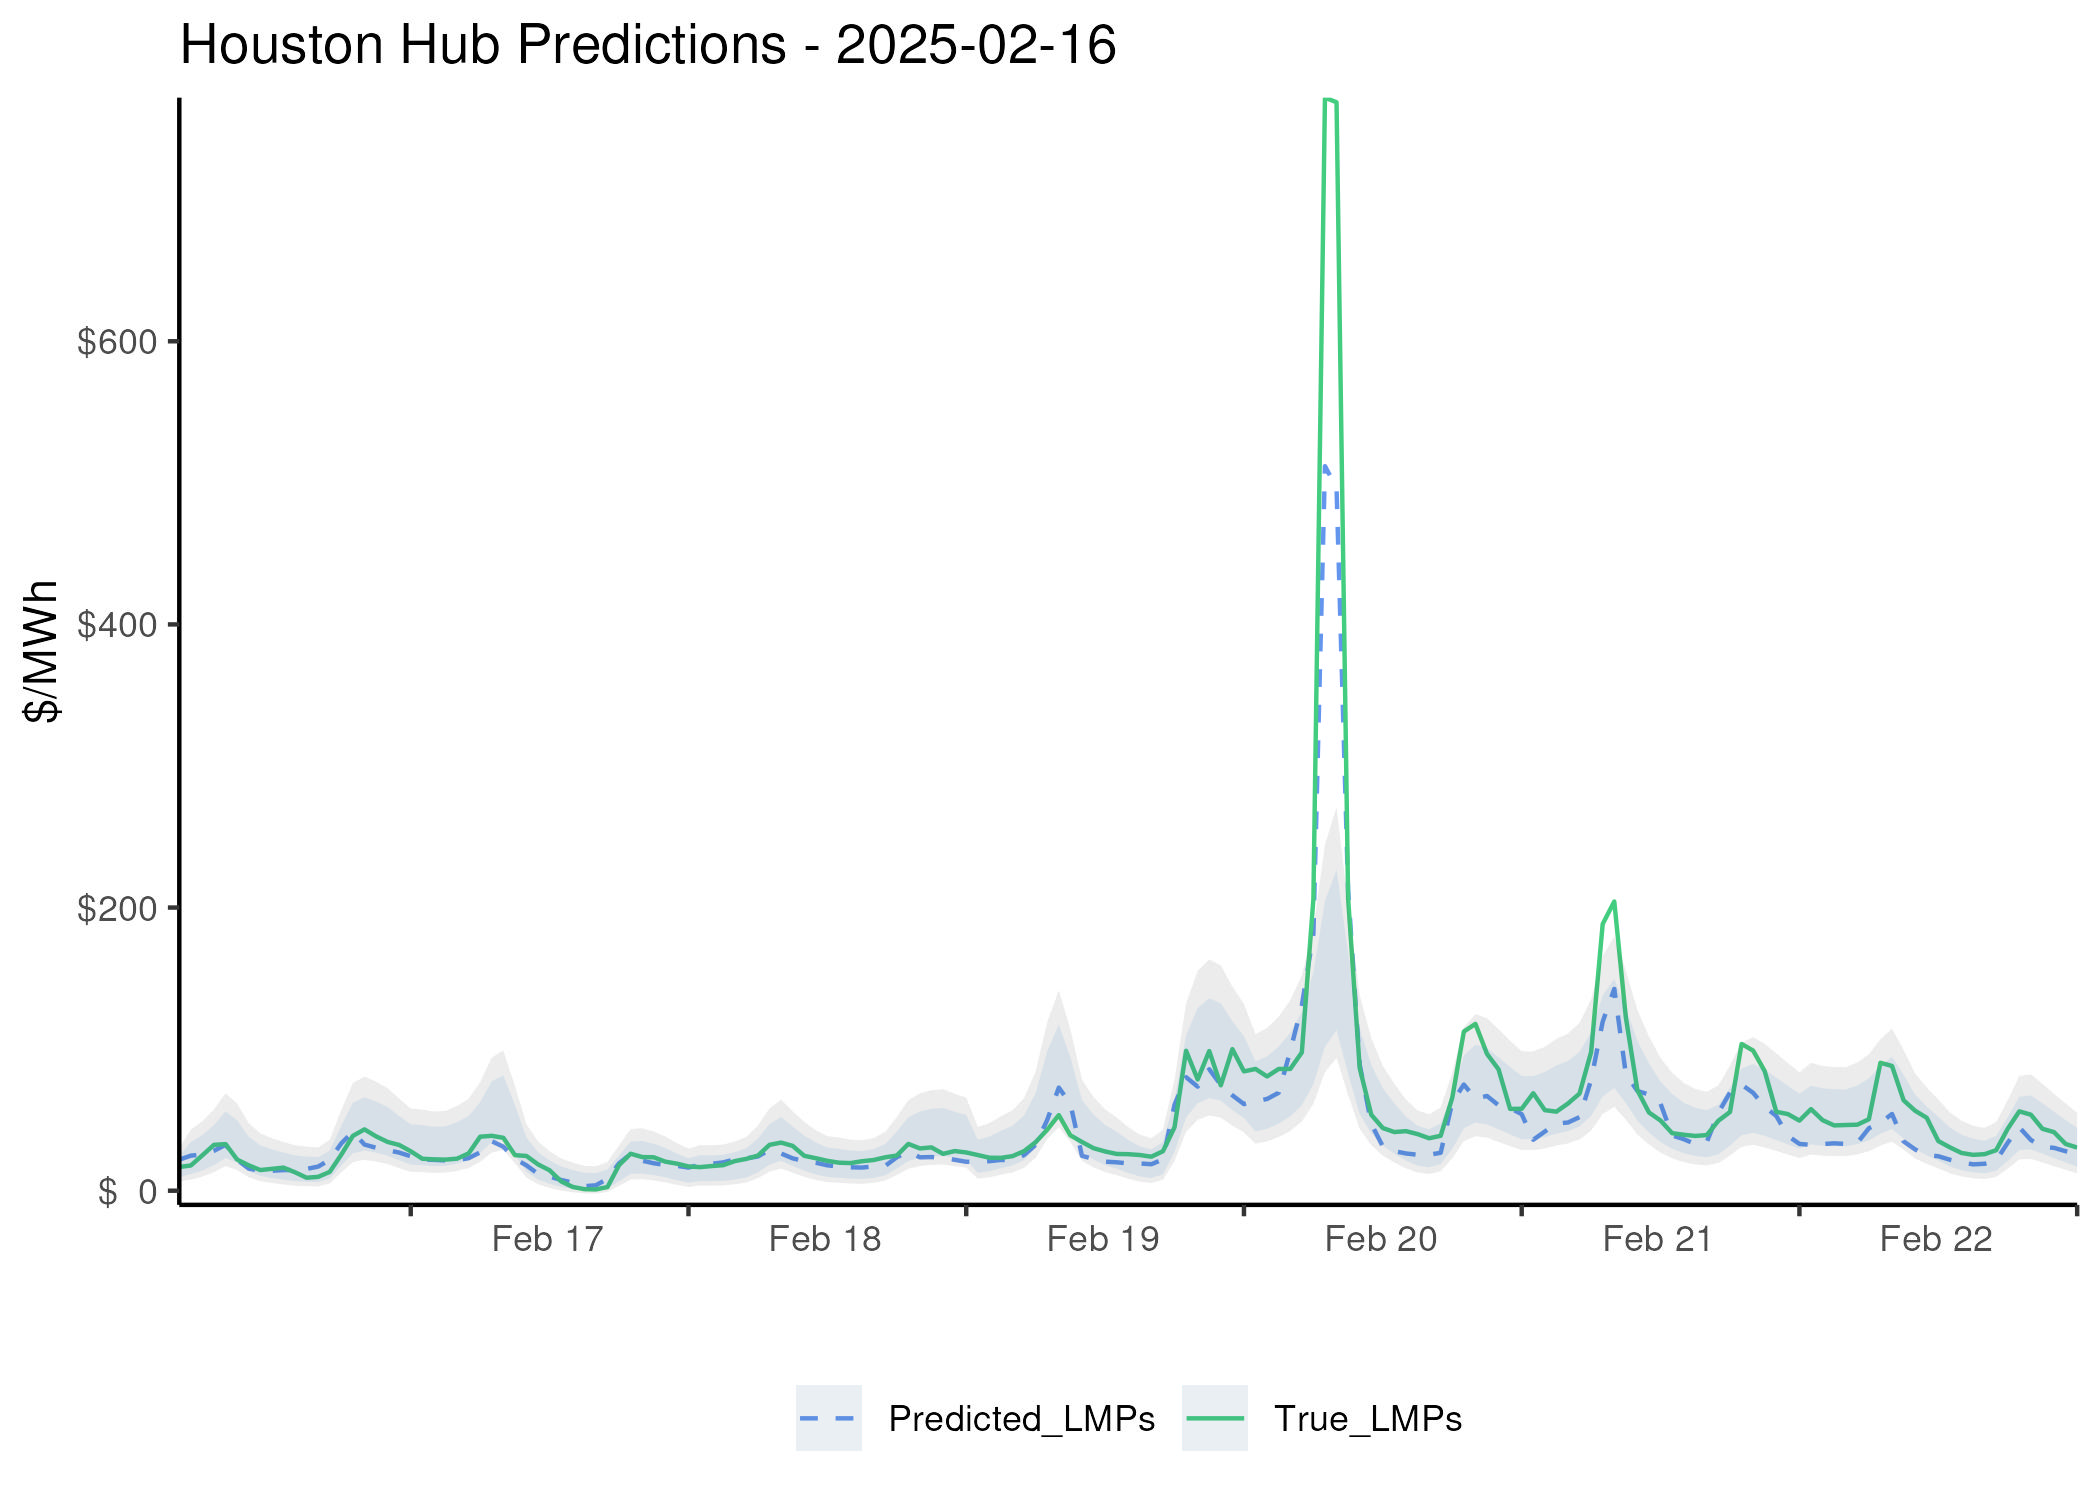 Houston Hub Predictions - 2025-02-16
$/MWh
$600
$400
$200
$  0
Feb 17
Feb 18
Feb 19
Feb 20
Feb 21
Feb 22
Predicted_LMPs
True_LMPs